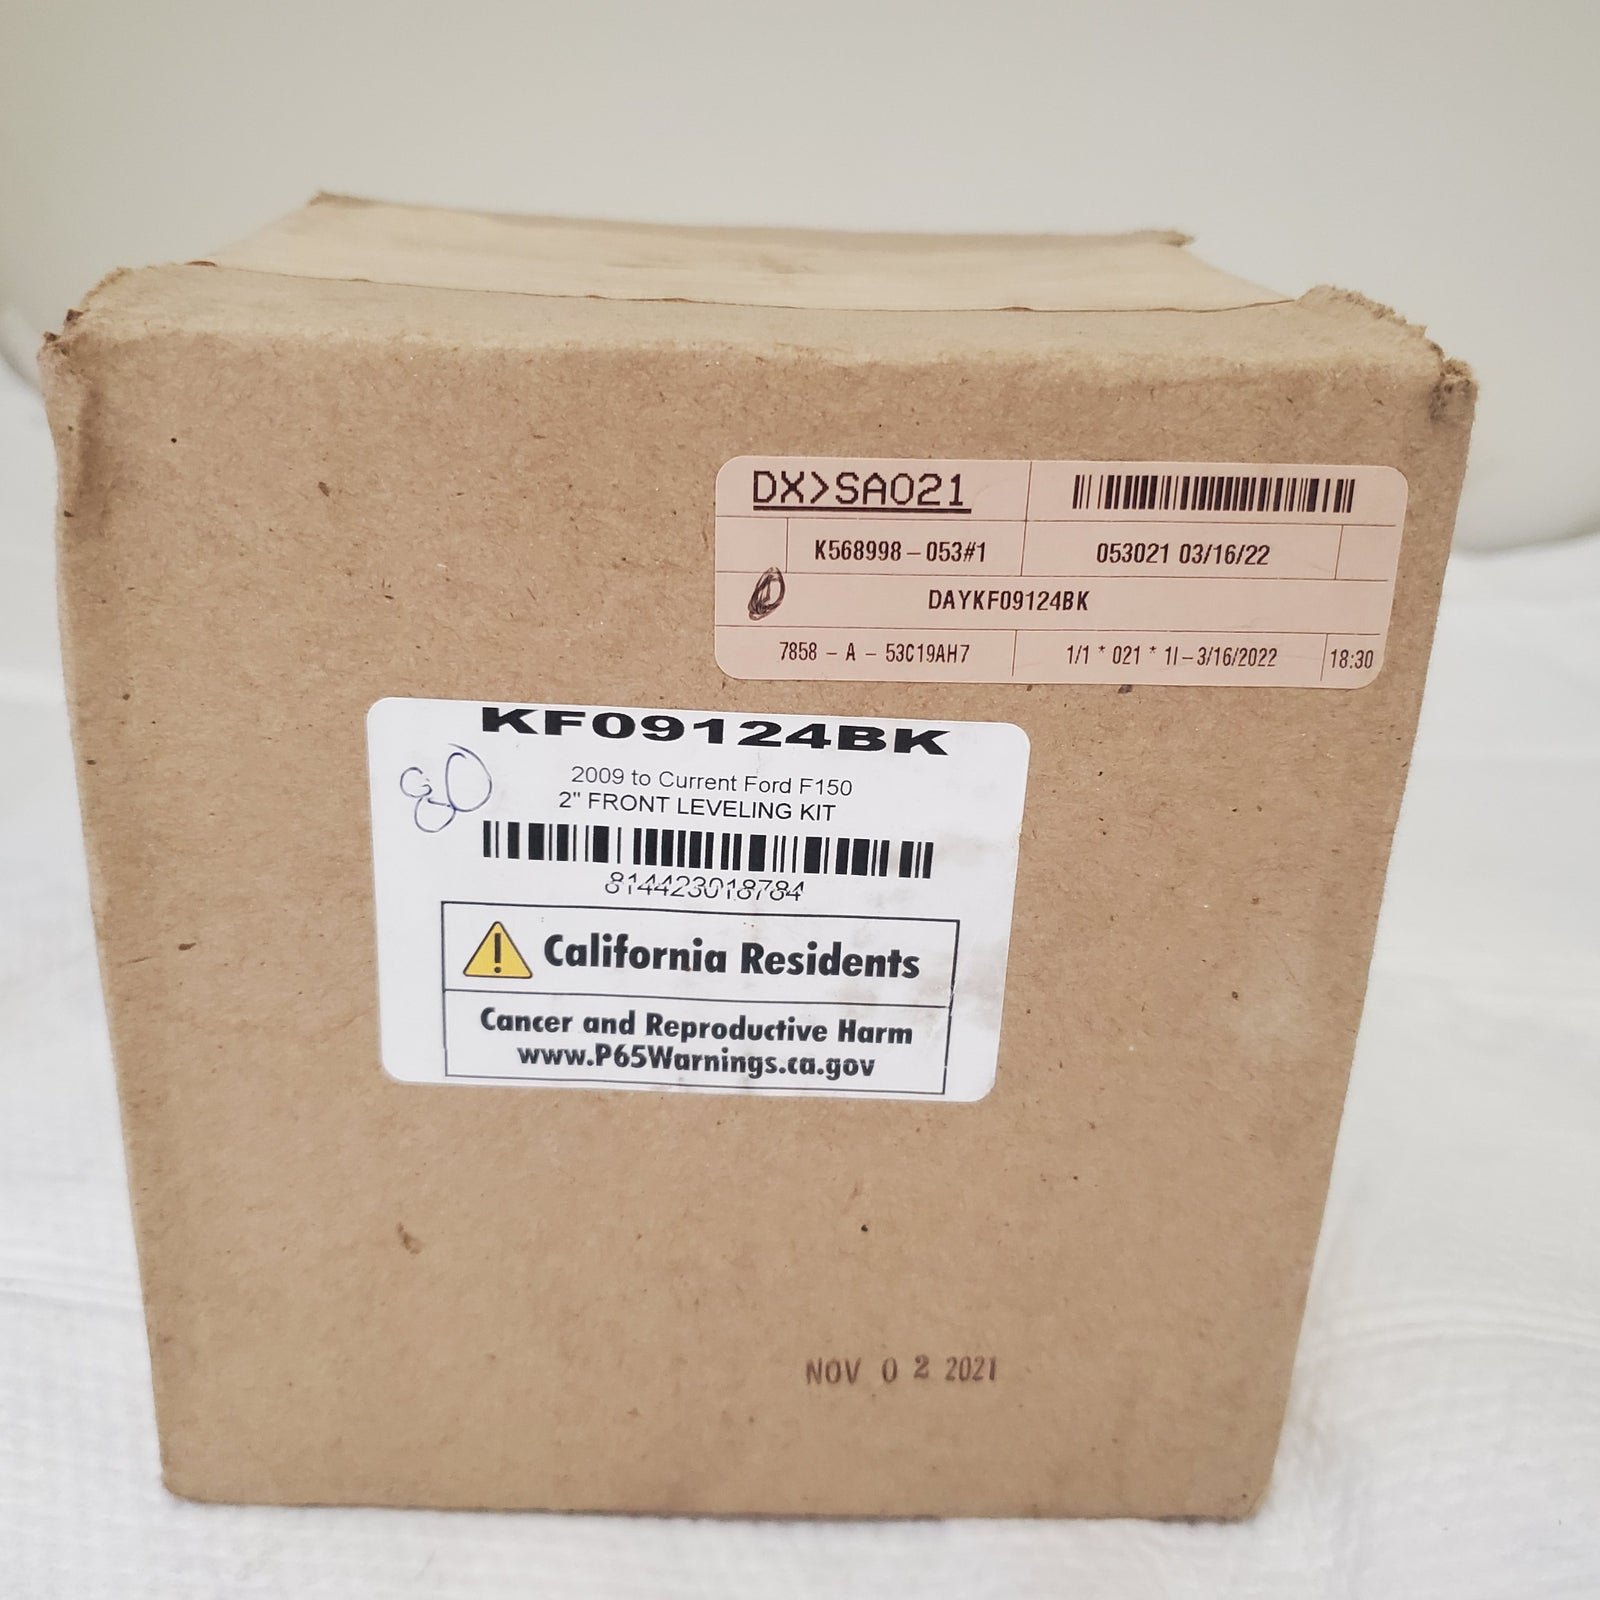 DX>SA021
K568998-053#1 053021 03/16/22
DAYKF09124BK
7858 - A - 53C19AH7 1/1 * 021 * 1I-3/16/2022 18:30
KF09124BK
2009 to Current Ford F150
2" FRONT LEVELING KIT
814423018784
California Residents
Cancer and Reproductive Harm
www.P65Warnings.ca.gov
NOV 02 2021